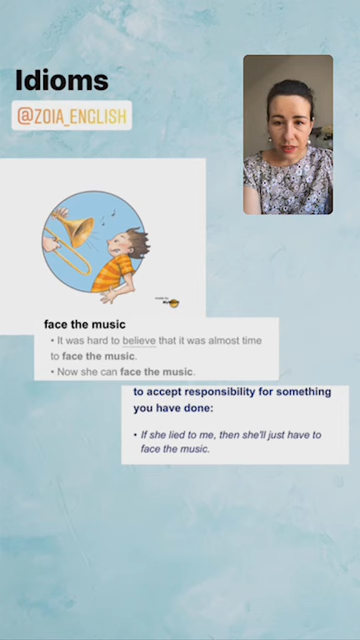 Idioms
@ZOIA_ENGLISH
face the music
• It was hard to believe that it was almost time
to face the music.
• Now she can face the music.
to accept responsibility for something
you have done:
• If she lied to me, then she'll just have to
face the music.